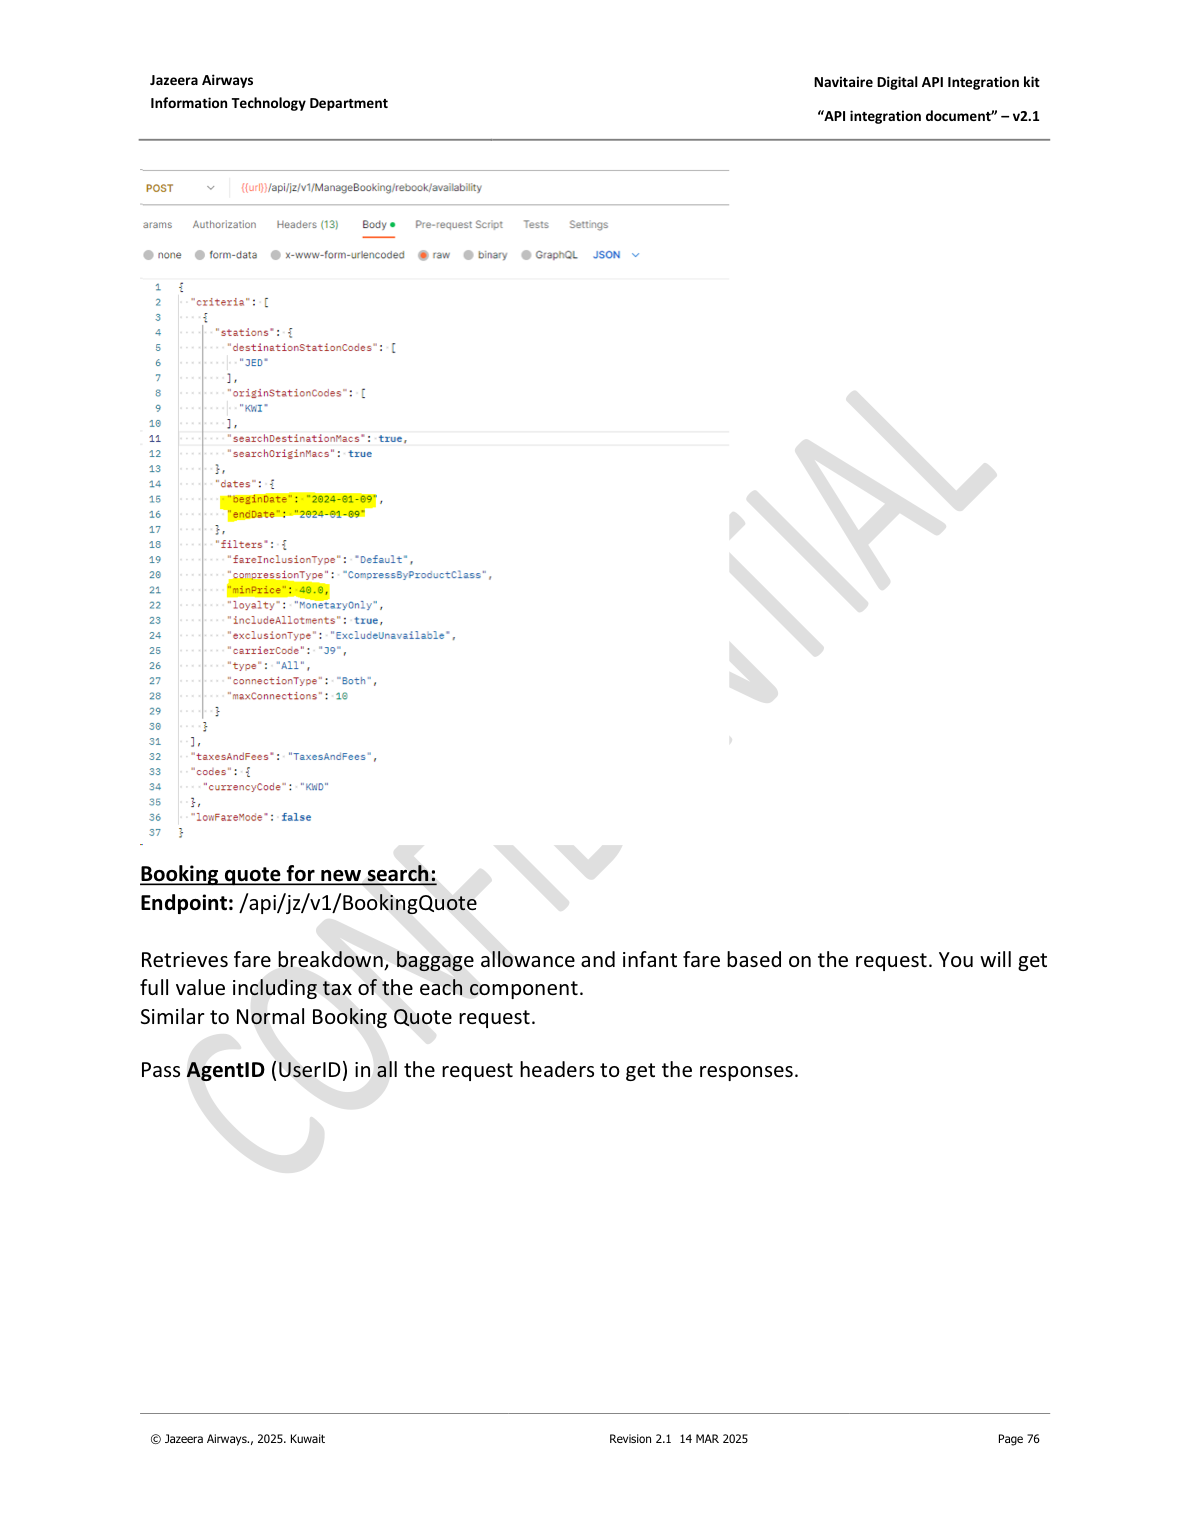 Jazeera Airways
Information Technology Department
Navitaire Digital API Integration kit
“API integration document” – v2.1
POST {{url}}/api/jz/v1/ManageBooking/rebook/availability
arams Authorization Headers (13) Body Pre-request Script Tests Settings
none form-data x-www-form-urlencoded raw binary GraphQL JSON
1 {
2 "criteria": [
3 {
4 "stations": {
5 "destinationStationCodes": [
6 "JED"
7 ],
8 "originStationCodes": [
9 "KWI"
10 ],
11 "searchDestinationMacs": true,
12 "searchOriginMacs": true
13 },
14 "dates": {
15 "beginDate": "2024-01-09",
16 "endDate": "2024-01-09"
17 },
18 "filters": {
19 "fareInclusionType": "Default",
20 "compressionType": "CompressByProductClass",
21 "minPrice": 40.0,
22 "loyalty": "MonetaryOnly",
23 "includeAllotments": true,
24 "exclusionType": "ExcludeUnavailable",
25 "carrierCode": "J9",
26 "type": "All",
27 "connectionType": "Both",
28 "maxConnections": 10
29 }
30 }
31 ],
32 "taxesAndFees": "TaxesAndFees",
33 "codes": {
34 "currencyCode": "KWD"
35 },
36 "lowFareMode": false
37 }
Booking quote for new search:
Endpoint: /api/jz/v1/BookingQuote
Retrieves fare breakdown, baggage allowance and infant fare based on the request. You will get
full value including tax of the each component.
Similar to Normal Booking Quote request.
Pass AgentID (UserID) in all the request headers to get the responses.
© Jazeera Airways., 2025. Kuwait Revision 2.1 14 MAR 2025 Page 76